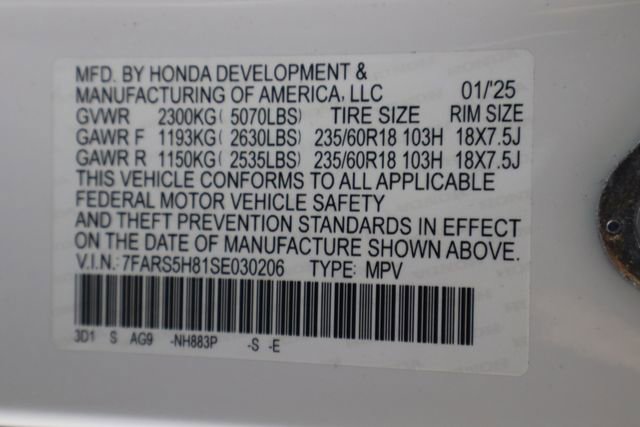 MFD. BY HONDA DEVELOPMENT &
MANUFACTURING OF AMERICA, LLC 01/'25
GVWR 2300KG( 5070LBS) TIRE SIZE RIM SIZE
GAWR F 1193KG( 2630LBS) 235/60R18 103H 18X7.5J
GAWR R 1150KG( 2535LBS) 235/60R18 103H 18X7.5J
THIS VEHICLE CONFORMS TO ALL APPLICABLE
FEDERAL MOTOR VEHICLE SAFETY
AND THEFT PREVENTION STANDARDS IN EFFECT
ON THE DATE OF MANUFACTURE SHOWN ABOVE.
V.I.N.: 7FARS5H81SE030206 TYPE: MPV
3D1 S AG9 -NH883P -S -E